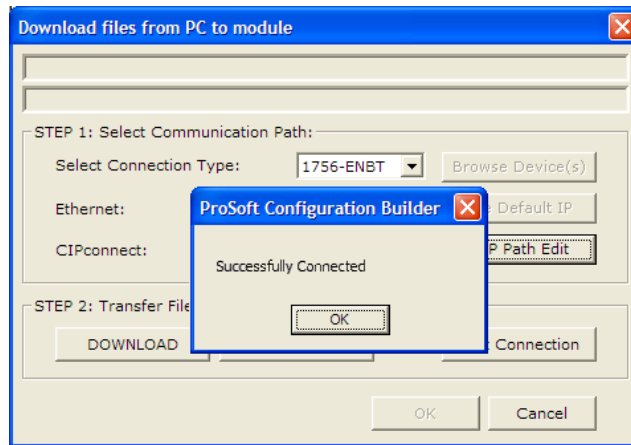 Download files from PC to module
STEP 1: Select Communication Path:
Select Connection Type: 1756-ENBT Browse Device(s)
Ethernet: Default IP
ProSoft Configuration Builder
CIPconnect: Path Edit
Successfully Connected
OK
STEP 2: Transfer File
DOWNLOAD Connection
OK Cancel